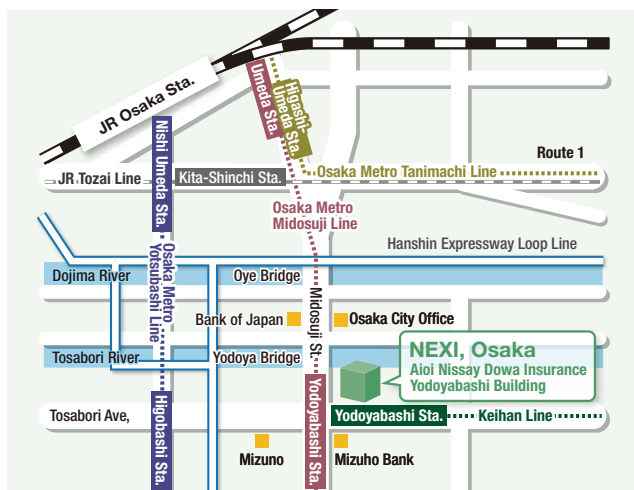 JR Osaka Sta.
Umeda Sta.
Higashi-
Umeda Sta.
Nishi Umeda Sta.
Route 1
JR Tozai Line
Kita-Shinchi Sta.
Osaka Metro Tanimachi Line
Osaka Metro
Midosuji Line
Hanshin Expressway Loop Line
Osaka Metro
Yotsubashi Line
Dojima River
Oye Bridge
Midosuji St.
Bank of Japan
Osaka City Office
NEXI, Osaka
Aioi Nissay Dowa Insurance
Yodoyabashi Building
Tosabori River
Yodoya Bridge
Higobashi Sta.
Yodoyabashi Sta.
Tosabori Ave,
Yodoyabashi Sta.
Keihan Line
Mizuno
Mizuho Bank